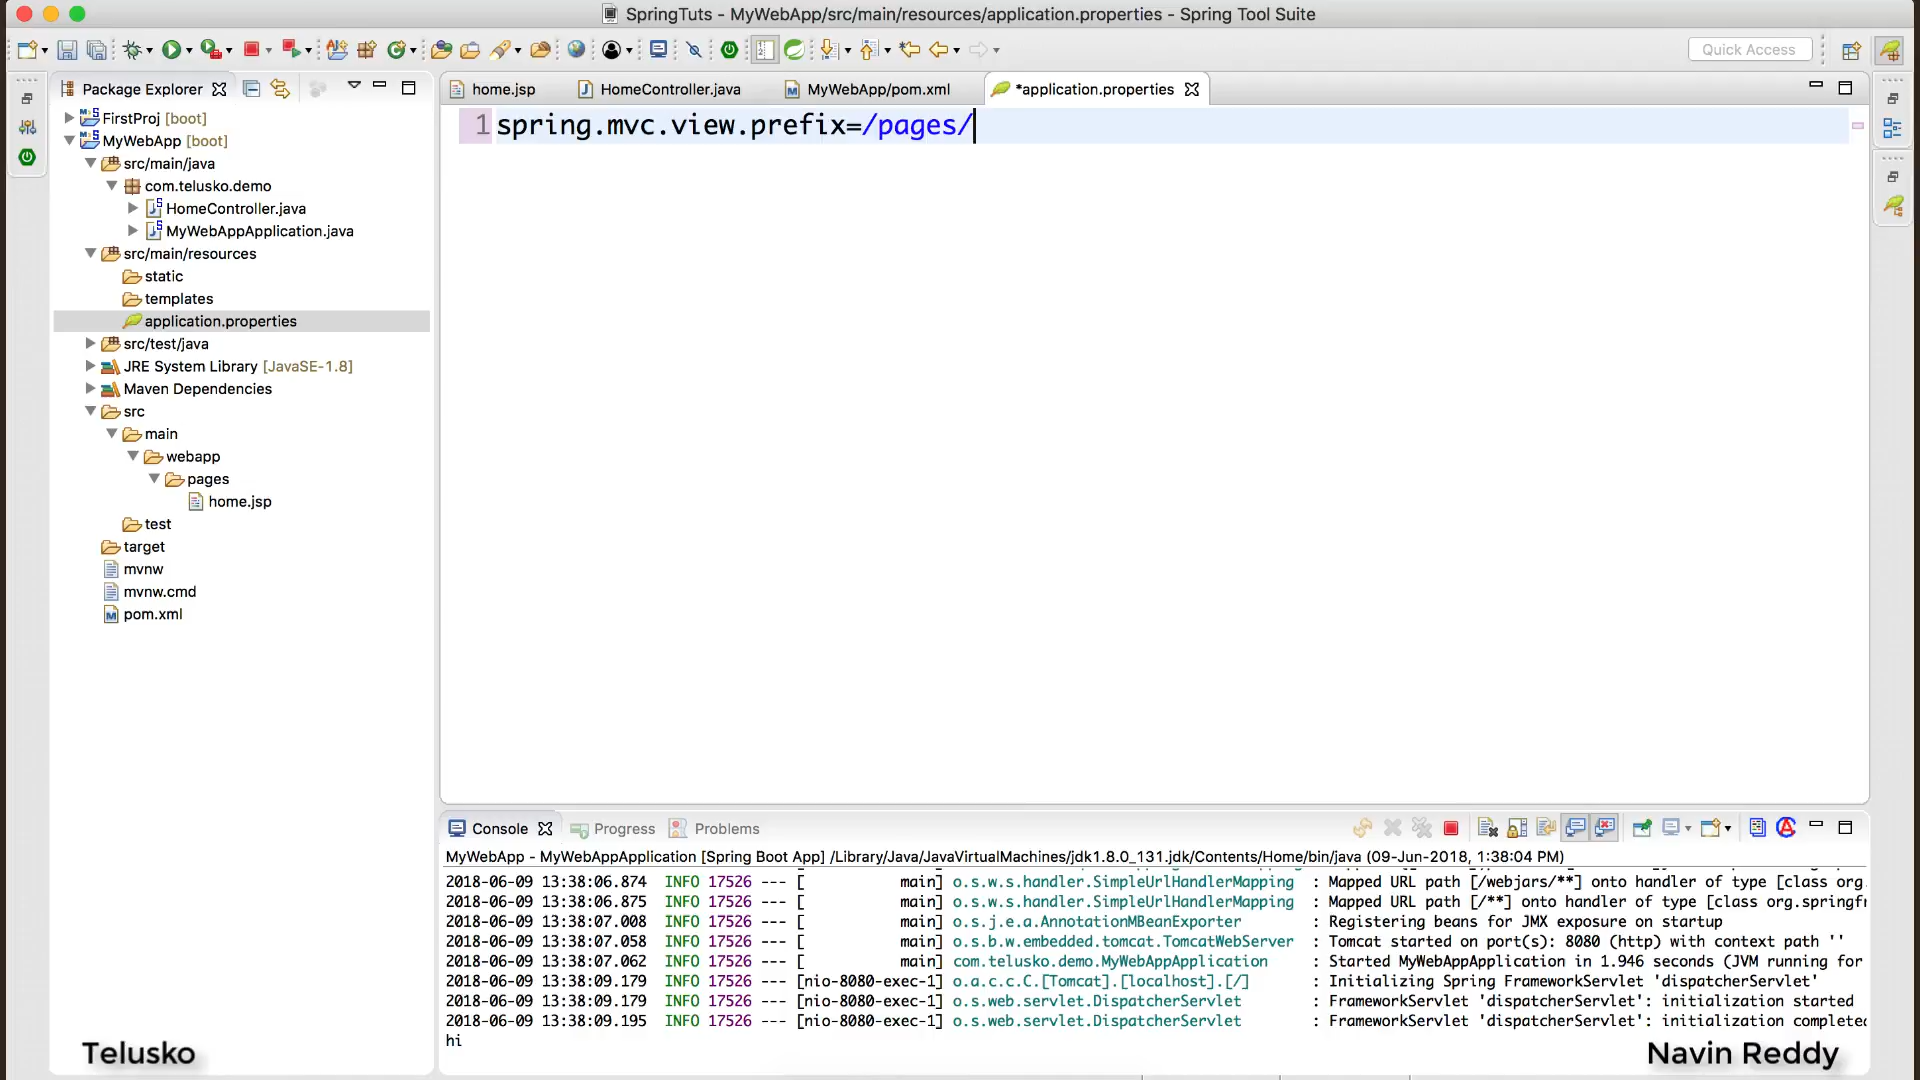 SpringTuts - MyWebApp/src/main/resources/application.properties - Spring Tool Suite
Quick Access
Package Explorer
home.jsp
HomeController.java
MyWebApp/pom.xml
*application.properties
1 spring.mvc.view.prefix=/pages/
FirstProj [boot]
MyWebApp [boot]
src/main/java
com.telusko.demo
HomeController.java
MyWebAppApplication.java
src/main/resources
static
templates
application.properties
src/test/java
JRE System Library [JavaSE-1.8]
Maven Dependencies
src
main
webapp
pages
home.jsp
test
target
mvnw
mvnw.cmd
pom.xml
Console
Progress
Problems
MyWebApp - MyWebAppApplication [Spring Boot App] /Library/Java/JavaVirtualMachines/jdk1.8.0_131.jdk/Contents/Home/bin/java (09-Jun-2018, 1:38:04 PM)
2018-06-09 13:38:06.874 INFO 17526 --- [ main] o.s.w.s.handler.SimpleUrlHandlerMapping : Mapped URL path [/webjars/**] onto handler of type [class org.
2018-06-09 13:38:06.875 INFO 17526 --- [ main] o.s.w.s.handler.SimpleUrlHandlerMapping : Mapped URL path [/**] onto handler of type [class org.springfr
2018-06-09 13:38:07.008 INFO 17526 --- [ main] o.s.j.e.a.AnnotationMBeanExporter : Registering beans for JMX exposure on startup
2018-06-09 13:38:07.058 INFO 17526 --- [ main] o.s.b.w.embedded.tomcat.TomcatWebServer : Tomcat started on port(s): 8080 (http) with context path ''
2018-06-09 13:38:07.062 INFO 17526 --- [ main] com.telusko.demo.MyWebAppApplication : Started MyWebAppApplication in 1.946 seconds (JVM running for
2018-06-09 13:38:09.179 INFO 17526 --- [nio-8080-exec-1] o.a.c.c.C.[Tomcat].[localhost].[/] : Initializing Spring FrameworkServlet 'dispatcherServlet'
2018-06-09 13:38:09.179 INFO 17526 --- [nio-8080-exec-1] o.s.web.servlet.DispatcherServlet : FrameworkServlet 'dispatcherServlet': initialization started
2018-06-09 13:38:09.195 INFO 17526 --- [nio-8080-exec-1] o.s.web.servlet.DispatcherServlet : FrameworkServlet 'dispatcherServlet': initialization completed
hi
Telusko
Navin Reddy